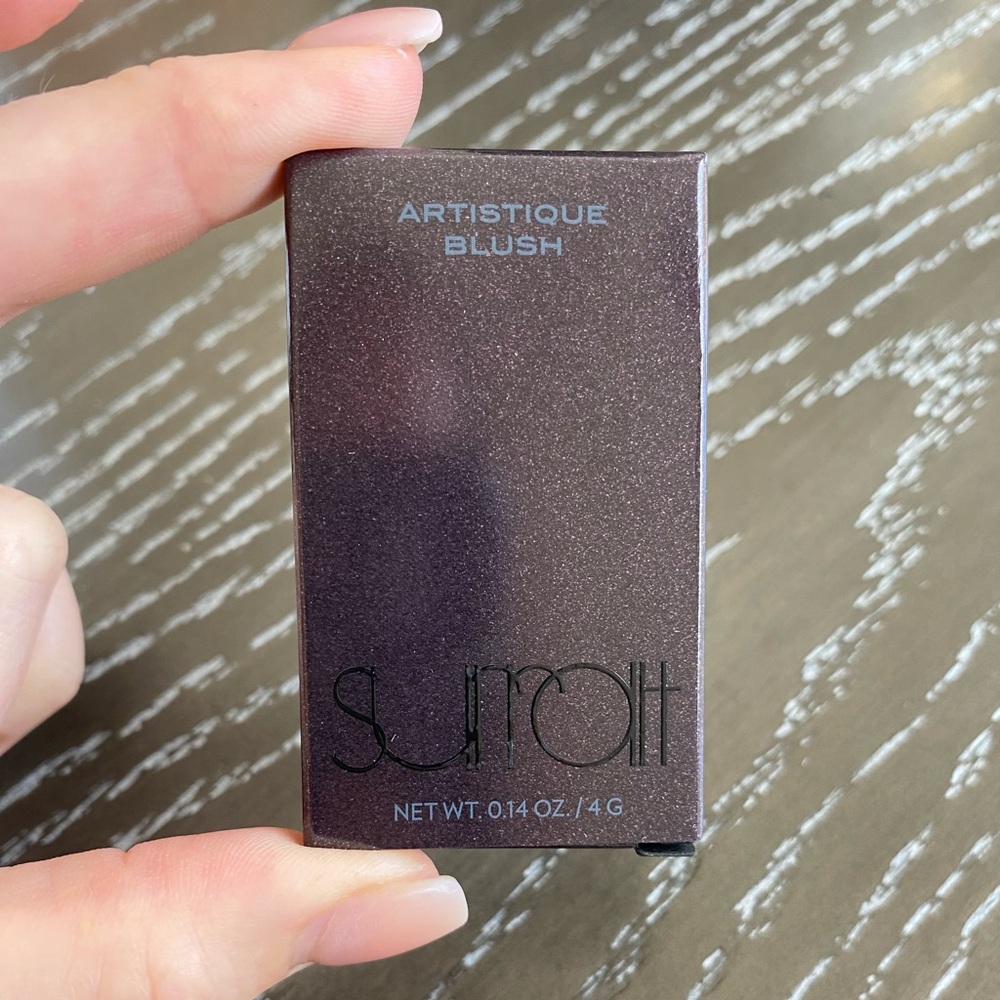 ARTISTIQUE
BLUSH
surratt
NET WT. 0.14 OZ. / 4 G